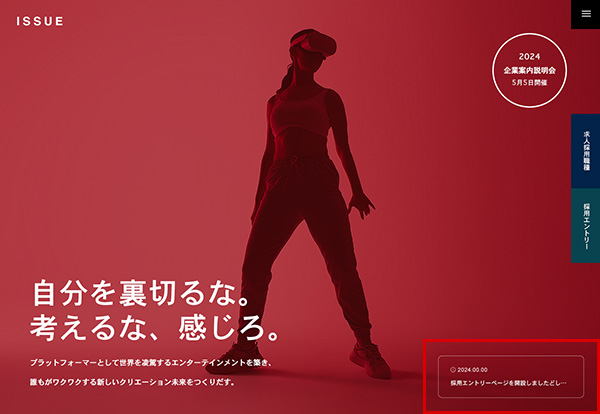 ISSUE
2024
企業案内説明会
5月5日開催
求人採用職種
採用エントリー
自分を裏切るな。
考えるな、感じろ。
プラットフォーマーとして世界を凌駕するエンターテインメントを築き、
誰もがワクワクする新しいクリエーション未来をつくりだす。
2024.00.00
採用エントリーページを開設しましたどし…